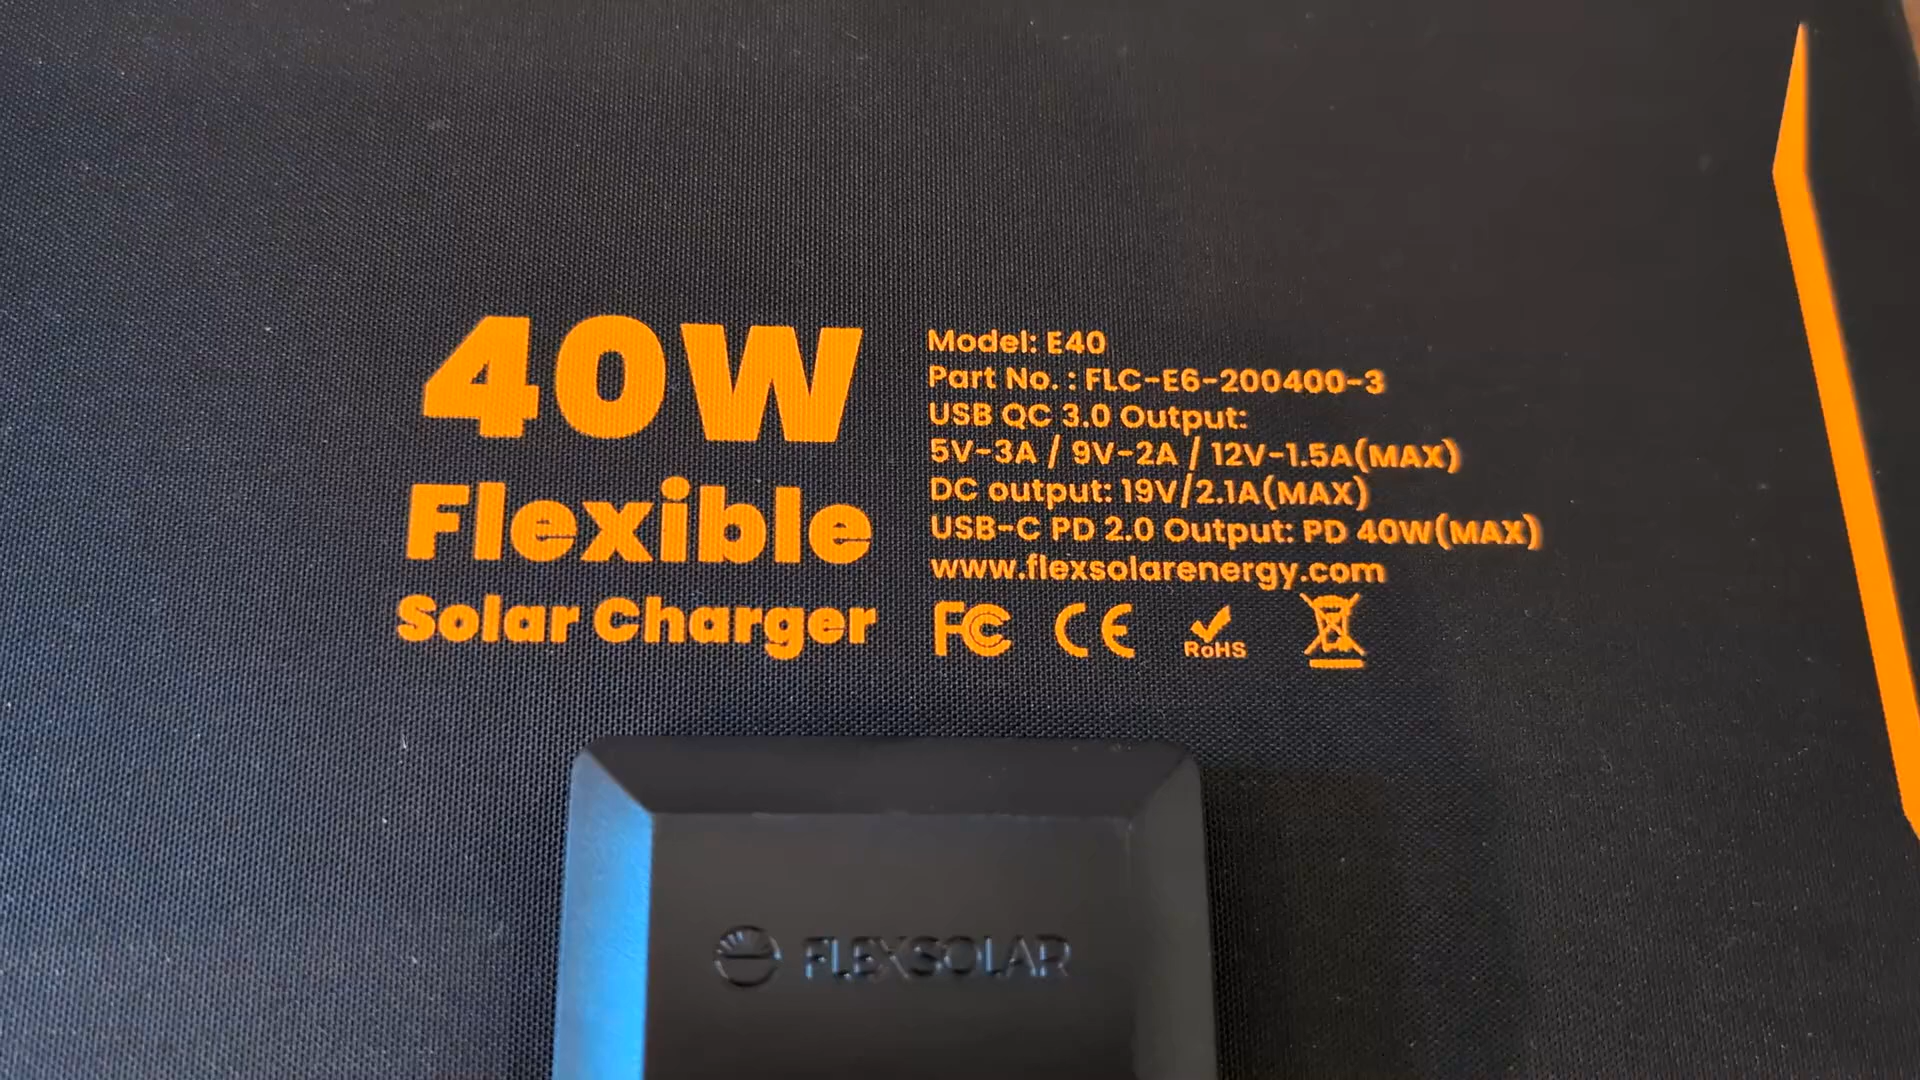 40W
Flexible
Solar Charger
Model: E40
Part No. : FLC-E6-200400-3
USB QC 3.0 Output:
5V-3A / 9V-2A / 12V-1.5A(MAX)
DC output: 19V/2.1A(MAX)
USB-C PD 2.0 Output: PD 40W(MAX)
www.flexsolarenergy.com
FC CE RoHS
FLEXSOLAR